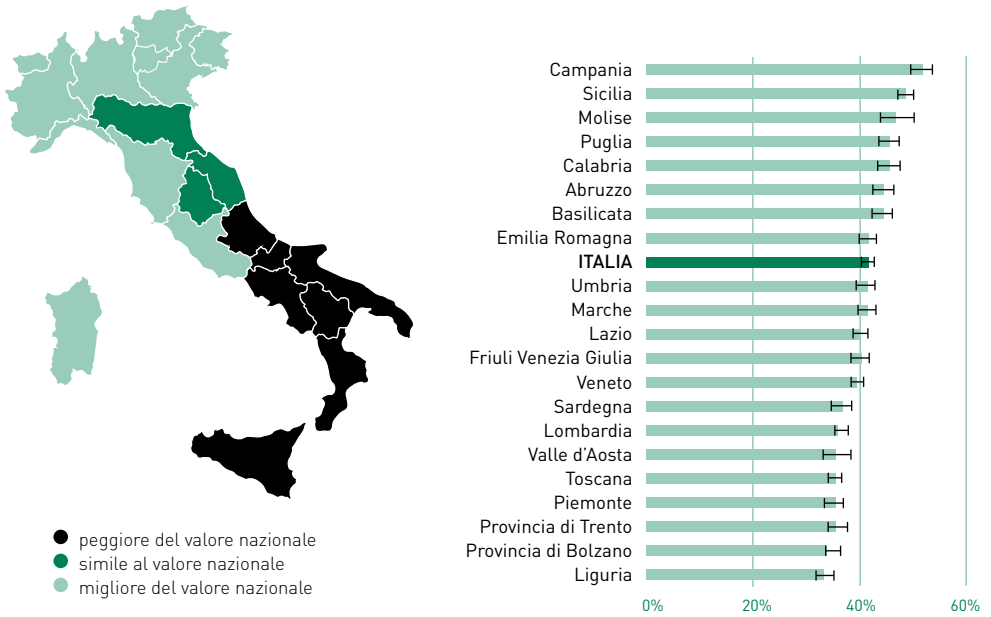 Campania
Sicilia
Molise
Puglia
Calabria
Abruzzo
Basilicata
Emilia Romagna
ITALIA
Umbria
Marche
Lazio
Friuli Venezia Giulia
Veneto
Sardegna
Lombardia
Valle d’Aosta
Toscana
Piemonte
Provincia di Trento
Provincia di Bolzano
Liguria
0% 20% 40% 60%
peggiore del valore nazionale
simile al valore nazionale
migliore del valore nazionale